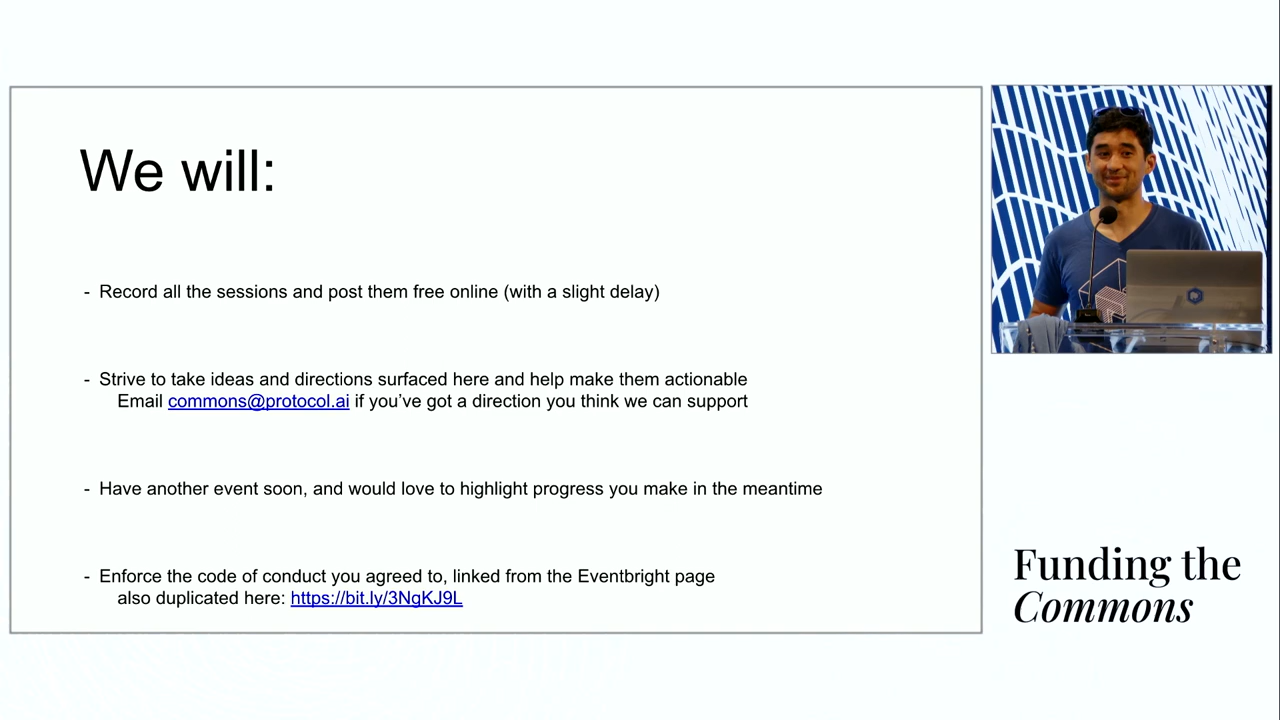 We will:
- Record all the sessions and post them free online (with a slight delay)
- Strive to take ideas and directions surfaced here and help make them actionable
Email commons@protocol.ai if you’ve got a direction you think we can support
- Have another event soon, and would love to highlight progress you make in the meantime
- Enforce the code of conduct you agreed to, linked from the Eventbright page
also duplicated here: https://bit.ly/3NgKJ9L
Funding the
Commons